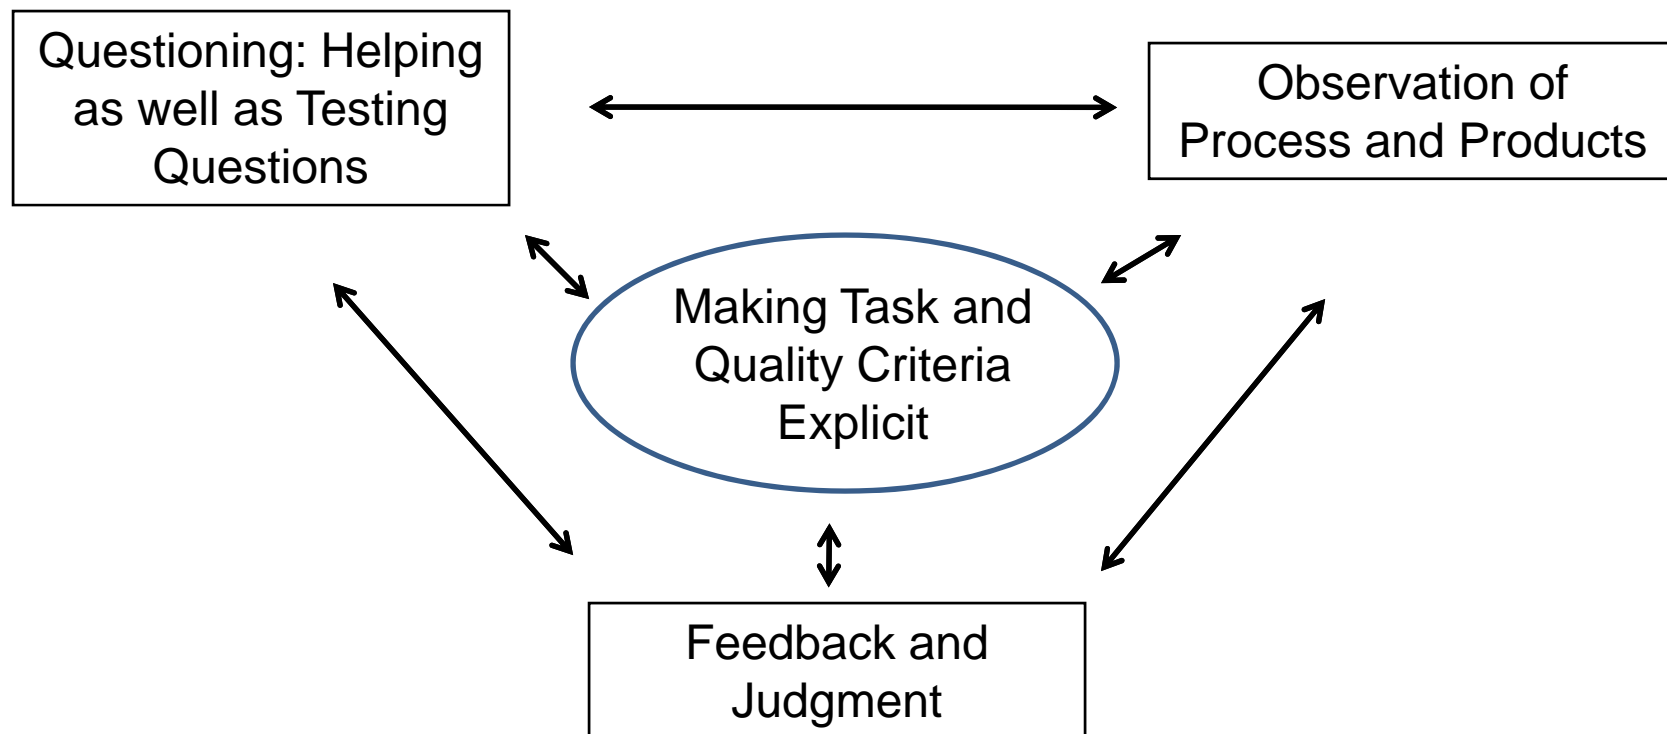 Questioning: Helping
as well as Testing
Questions
Observation of
Process and Products
Making Task and
Quality Criteria
Explicit
Feedback and
Judgment